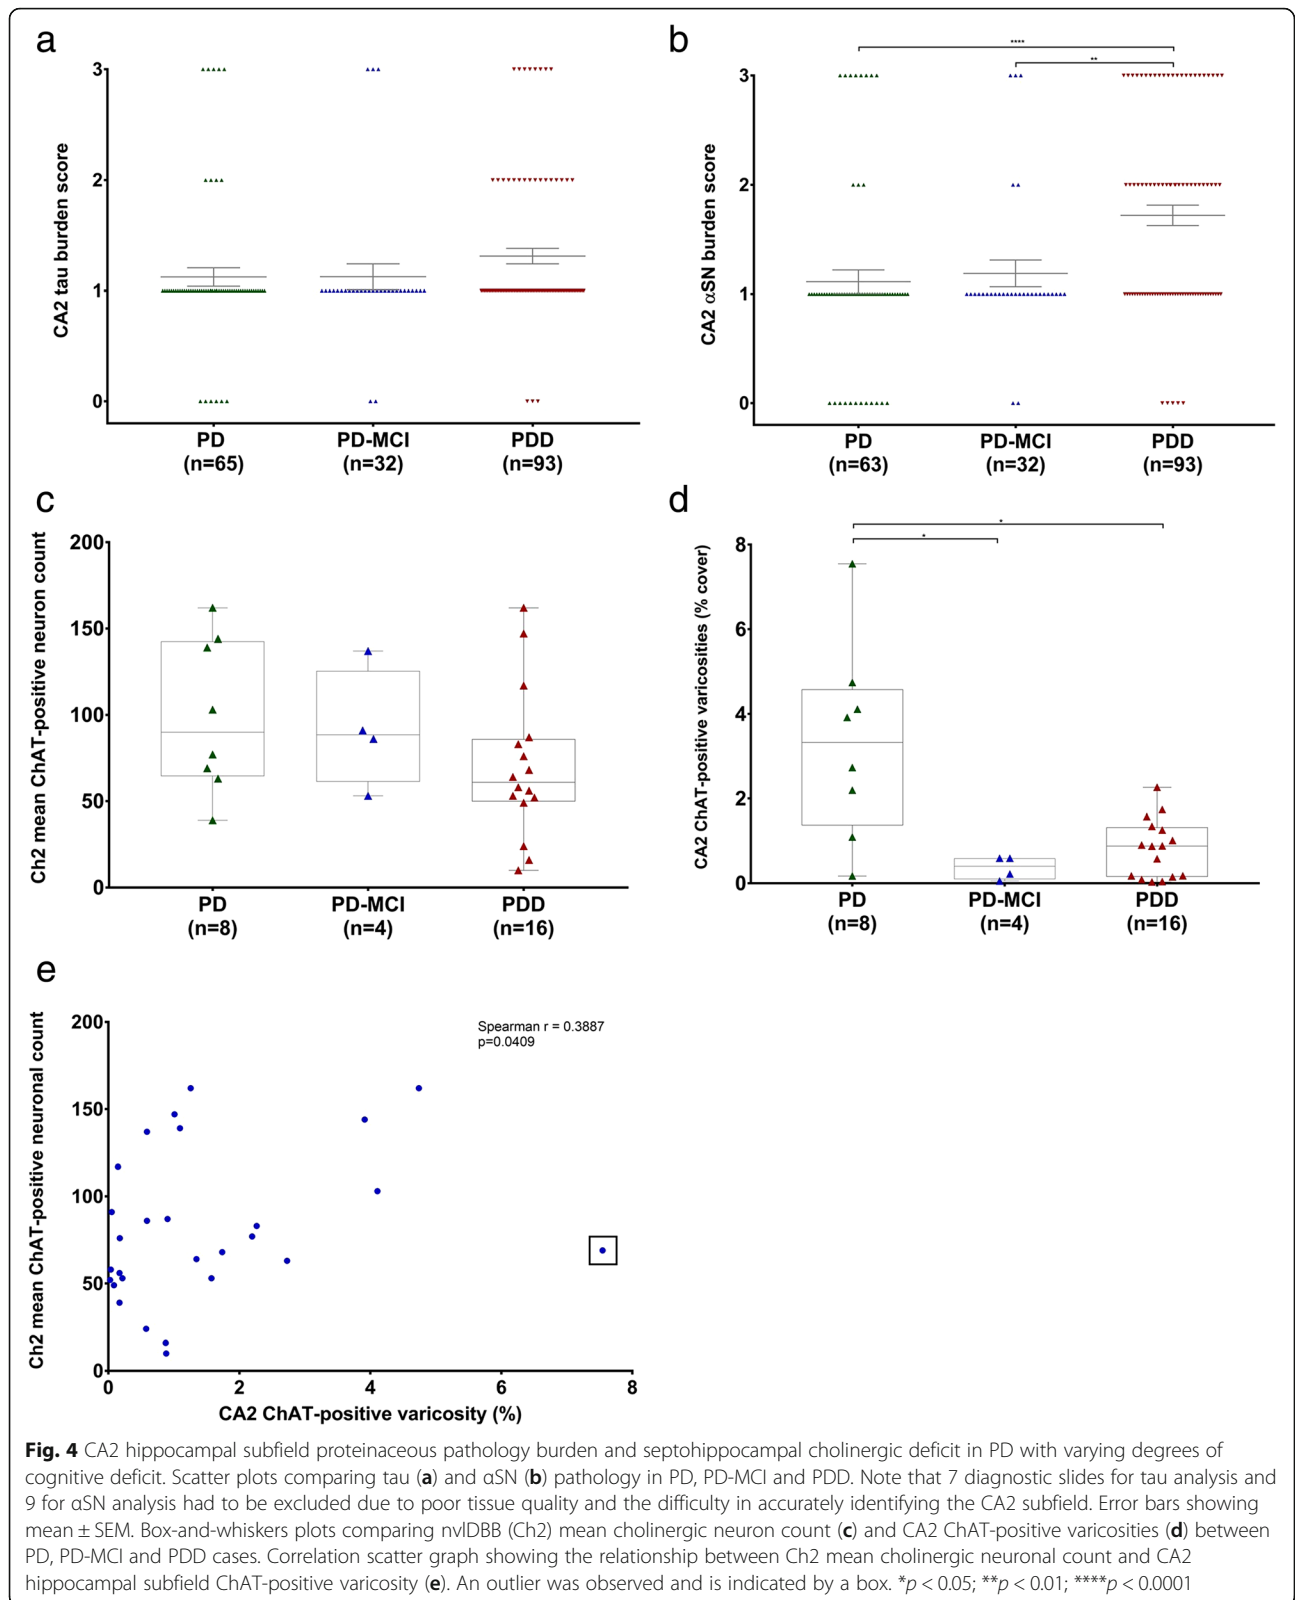 a
3
2
1
0
CA2 tau burden score
PD
(n=65)
PD-MCI
(n=32)
PDD
(n=93)
b
****
**
3
2
1
0
CA2 αSN burden score
PD
(n=63)
PD-MCI
(n=32)
PDD
(n=93)
c
200
150
100
50
0
Ch2 mean ChAT-positive neuron count
PD
(n=8)
PD-MCI
(n=4)
PDD
(n=16)
d
*
*
8
6
4
2
0
CA2 ChAT-positive varicosities (% cover)
PD
(n=8)
PD-MCI
(n=4)
PDD
(n=16)
e
Spearman r = 0.3887
p=0.0409
200
150
100
50
0
Ch2 mean ChAT-positive neuronal count
0 2 4 6 8
CA2 ChAT-positive varicosity (%)
Fig. 4 CA2 hippocampal subfield proteinaceous pathology burden and septohippocampal cholinergic deficit in PD with varying degrees of
cognitive deficit. Scatter plots comparing tau (a) and αSN (b) pathology in PD, PD-MCI and PDD. Note that 7 diagnostic slides for tau analysis and
9 for αSN analysis had to be excluded due to poor tissue quality and the difficulty in accurately identifying the CA2 subfield. Error bars showing
mean ± SEM. Box-and-whiskers plots comparing nvlDBB (Ch2) mean cholinergic neuron count (c) and CA2 ChAT-positive varicosities (d) between
PD, PD-MCI and PDD cases. Correlation scatter graph showing the relationship between Ch2 mean cholinergic neuronal count and CA2
hippocampal subfield ChAT-positive varicosity (e). An outlier was observed and is indicated by a box. *p < 0.05; **p < 0.01; ****p < 0.0001